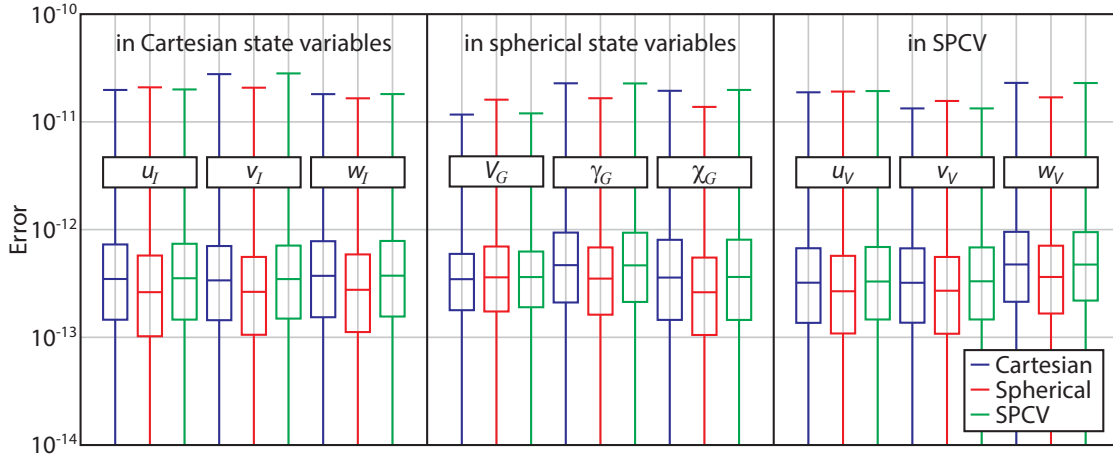 10⁻¹⁰
in Cartesian state variables
in spherical state variables
in SPCV
10⁻¹¹
u_I
v_I
w_I
V_G
γ_G
χ_G
u_V
v_V
w_V
Error
10⁻¹²
10⁻¹³
Cartesian
Spherical
SPCV
10⁻¹⁴